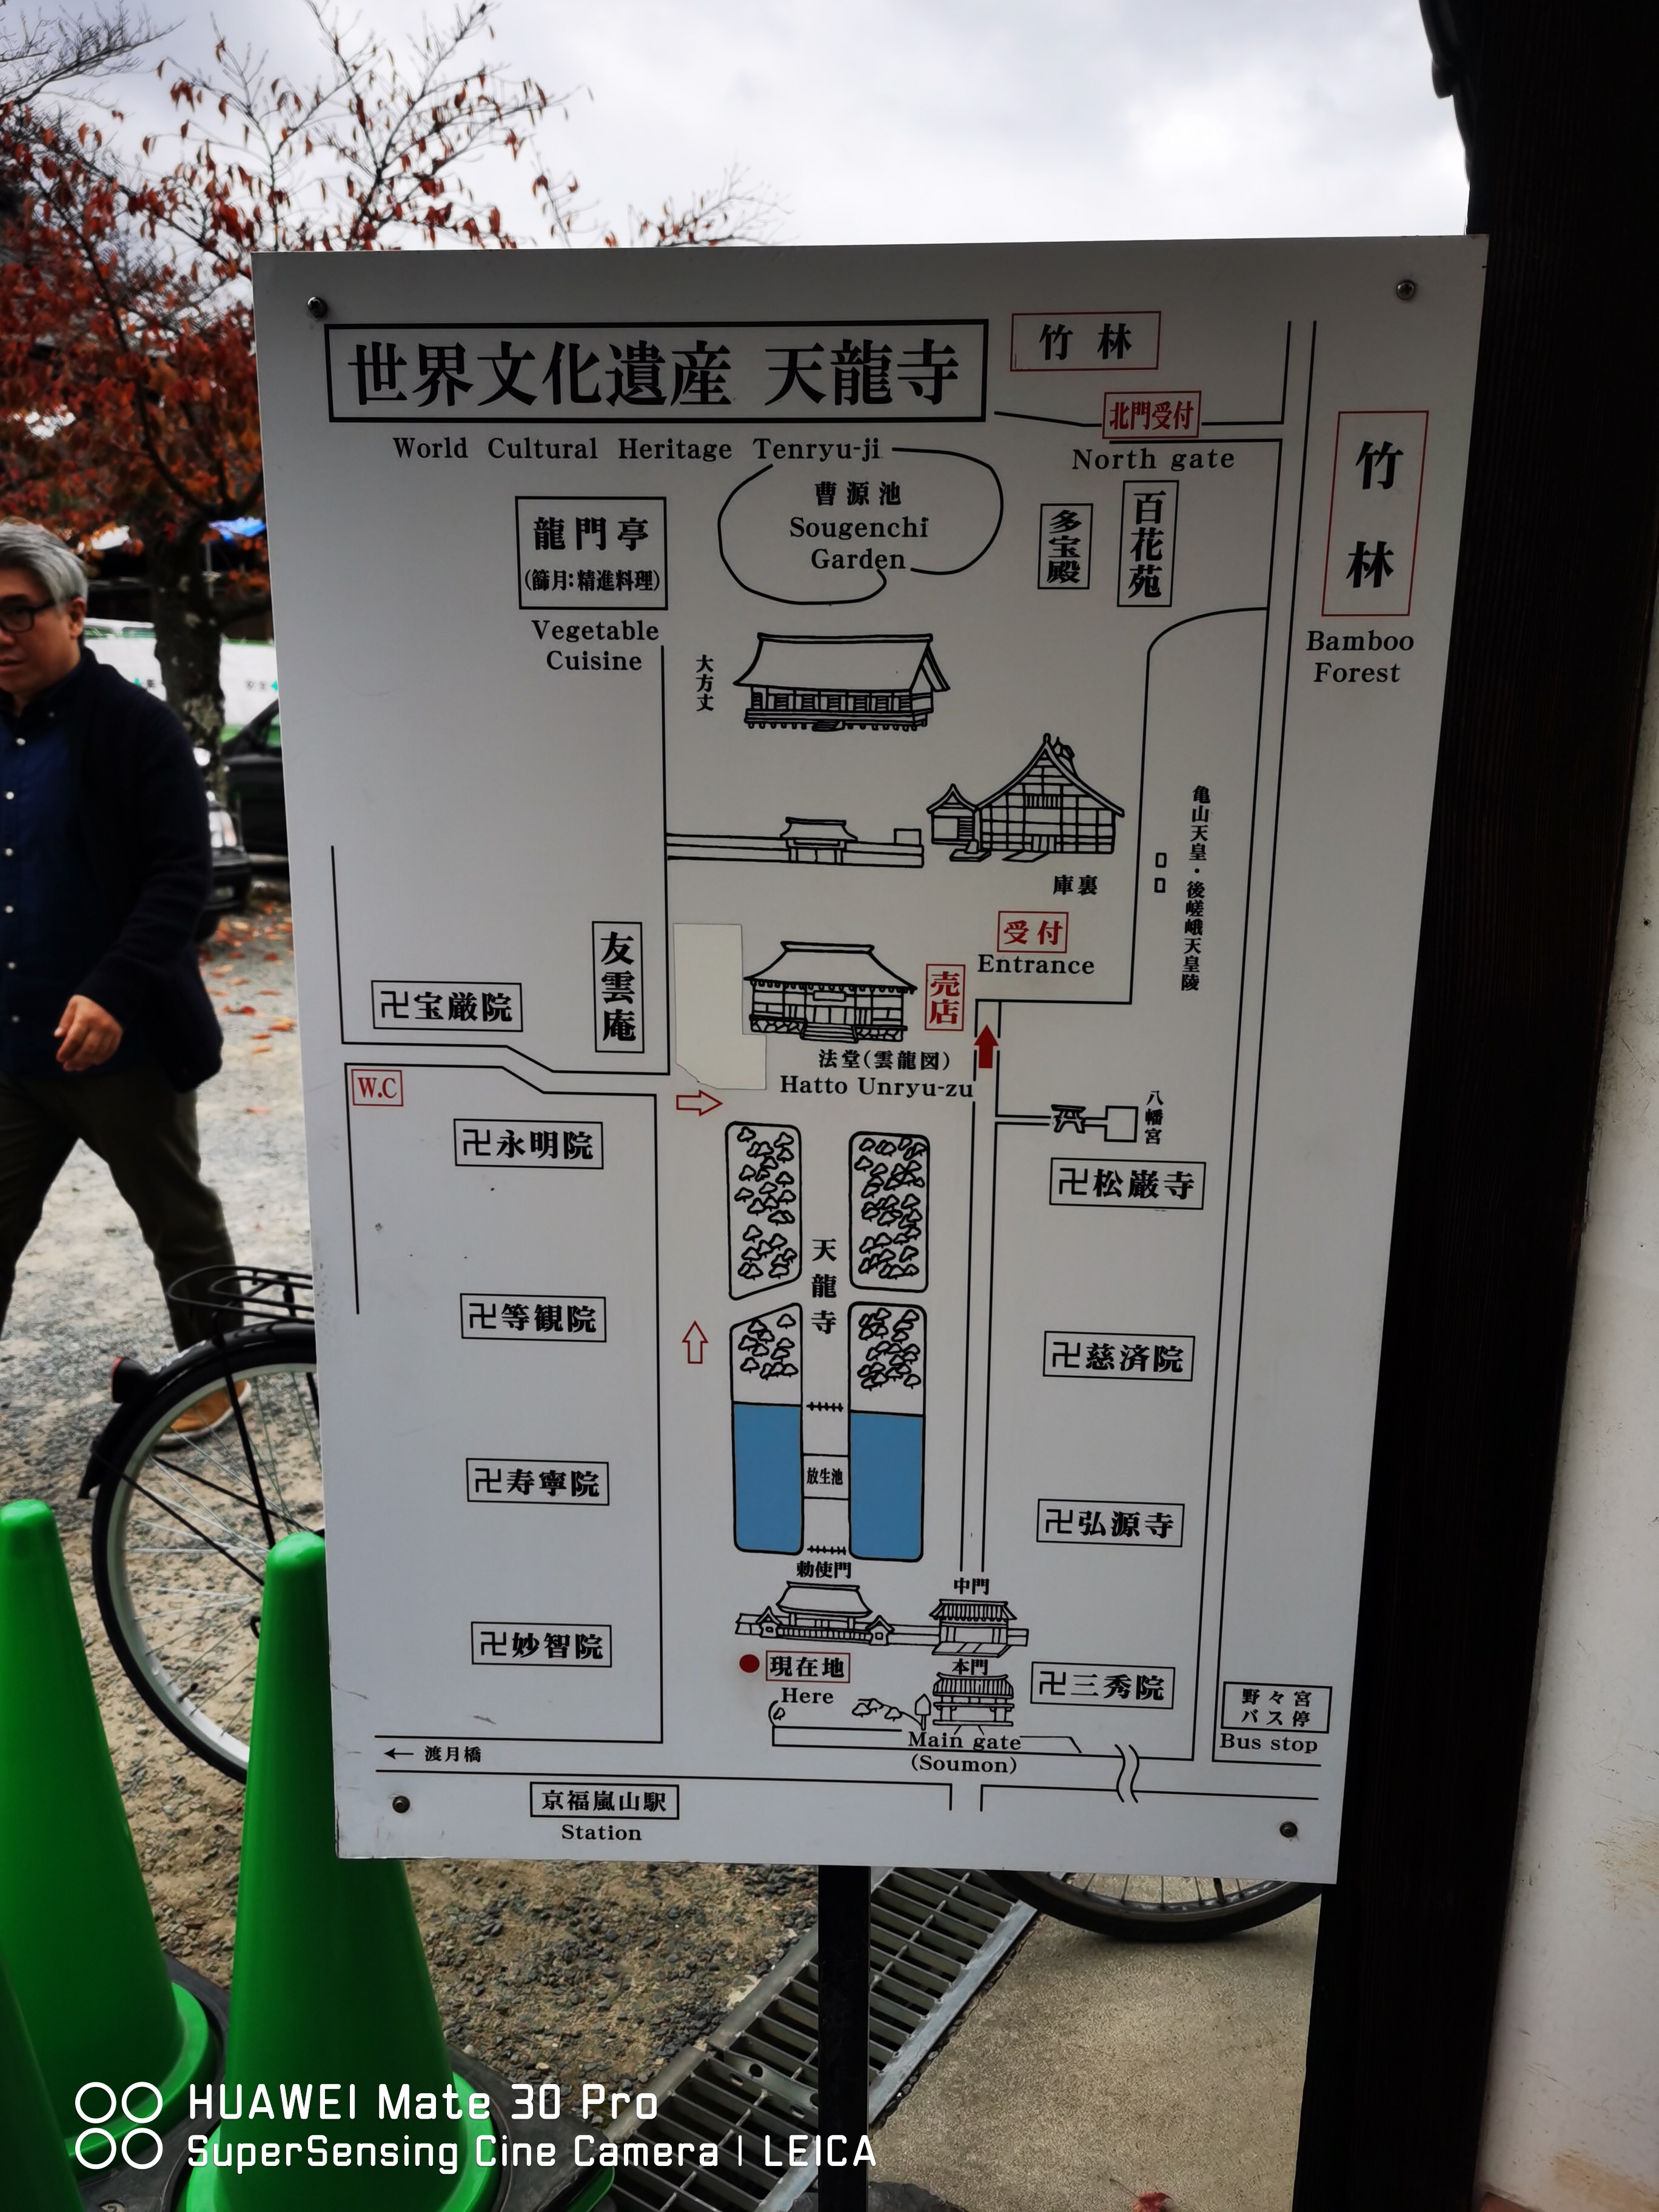 世界文化遺産 天龍寺
World Cultural Heritage Tenryu-ji
竹林
北門受付
North gate
竹林
Bamboo
Forest
龍門亭
(篩月:精進料理)
Vegetable
Cuisine
曹源池
Sougenchi
Garden
多宝殿
百花苑
大方丈
庫裏
亀山天皇・後嵯峨天皇陵
受付
Entrance
売店
友雲庵
卍宝厳院
法堂(雲龍図)
Hatto Unryu-zu
W.C
八幡宮
卍永明院
卍松巌寺
天龍寺
卍等観院
卍慈済院
卍寿寧院
放生池
卍弘源寺
勅使門
中門
卍妙智院
現在地
Here
本門
卍三秀院
Main gate
(Soumon)
野々宮
バス停
Bus stop
← 渡月橋
京福嵐山駅
Station
HUAWEI Mate 30 Pro
SuperSensing Cine Camera | LEICA